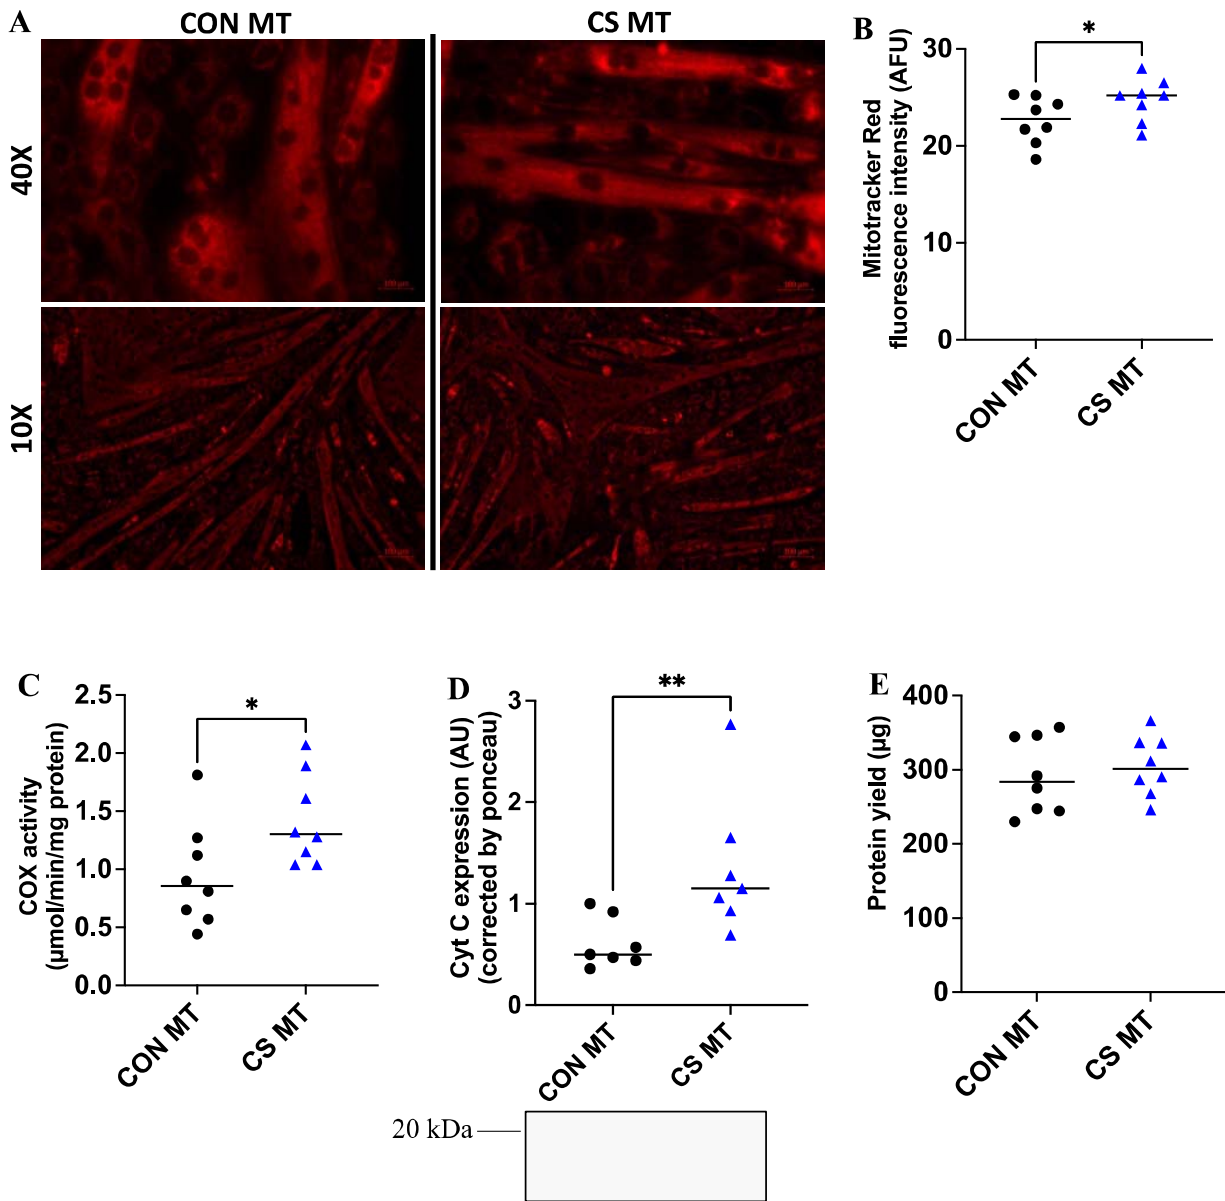 A
CON MT
CS MT
40X
10X
B
Mitotracker Red
fluorescence intensity (AFU)
30
20
10
0
*
CON MT
CS MT
C
COX activity
(µmol/min/mg protein)
2.5
2.0
1.5
1.0
0.5
0.0
*
CON MT
CS MT
D
Cyt C expression (AU)
(corrected by ponceau)
3
2
1
0
**
CON MT
CS MT
20 kDa
E
Protein yield (µg)
400
300
200
100
0
CON MT
CS MT